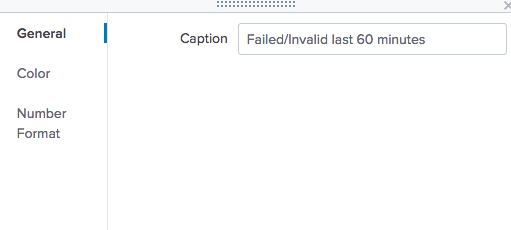 General
Caption Failed/Invalid last 60 minutes
Color
Number
Format